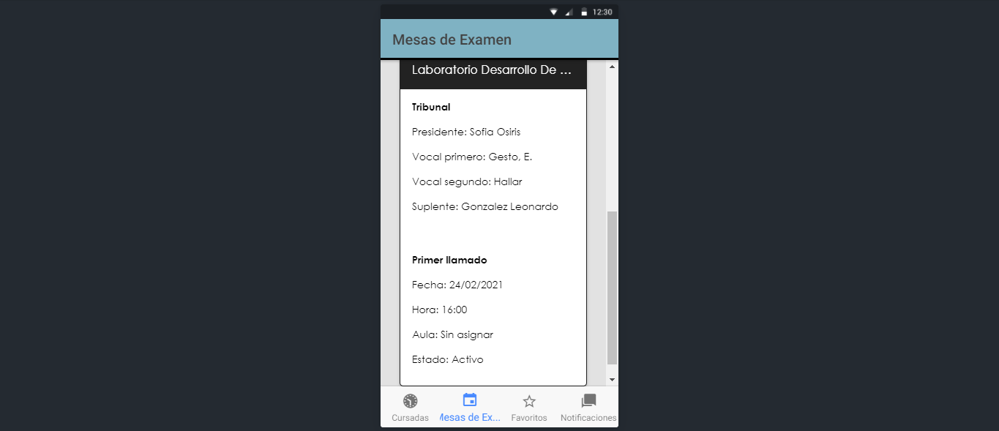 12:30
Mesas de Examen
Laboratorio Desarrollo De ...
Tribunal
Presidente: Sofia Osiris
Vocal primero: Gesto, E.
Vocal segundo: Hallar
Suplente: Gonzalez Leonardo
Primer llamado
Fecha: 24/02/2021
Hora: 16:00
Aula: Sin asignar
Estado: Activo
Cursadas Mesas de Ex... Favoritos Notificaciones